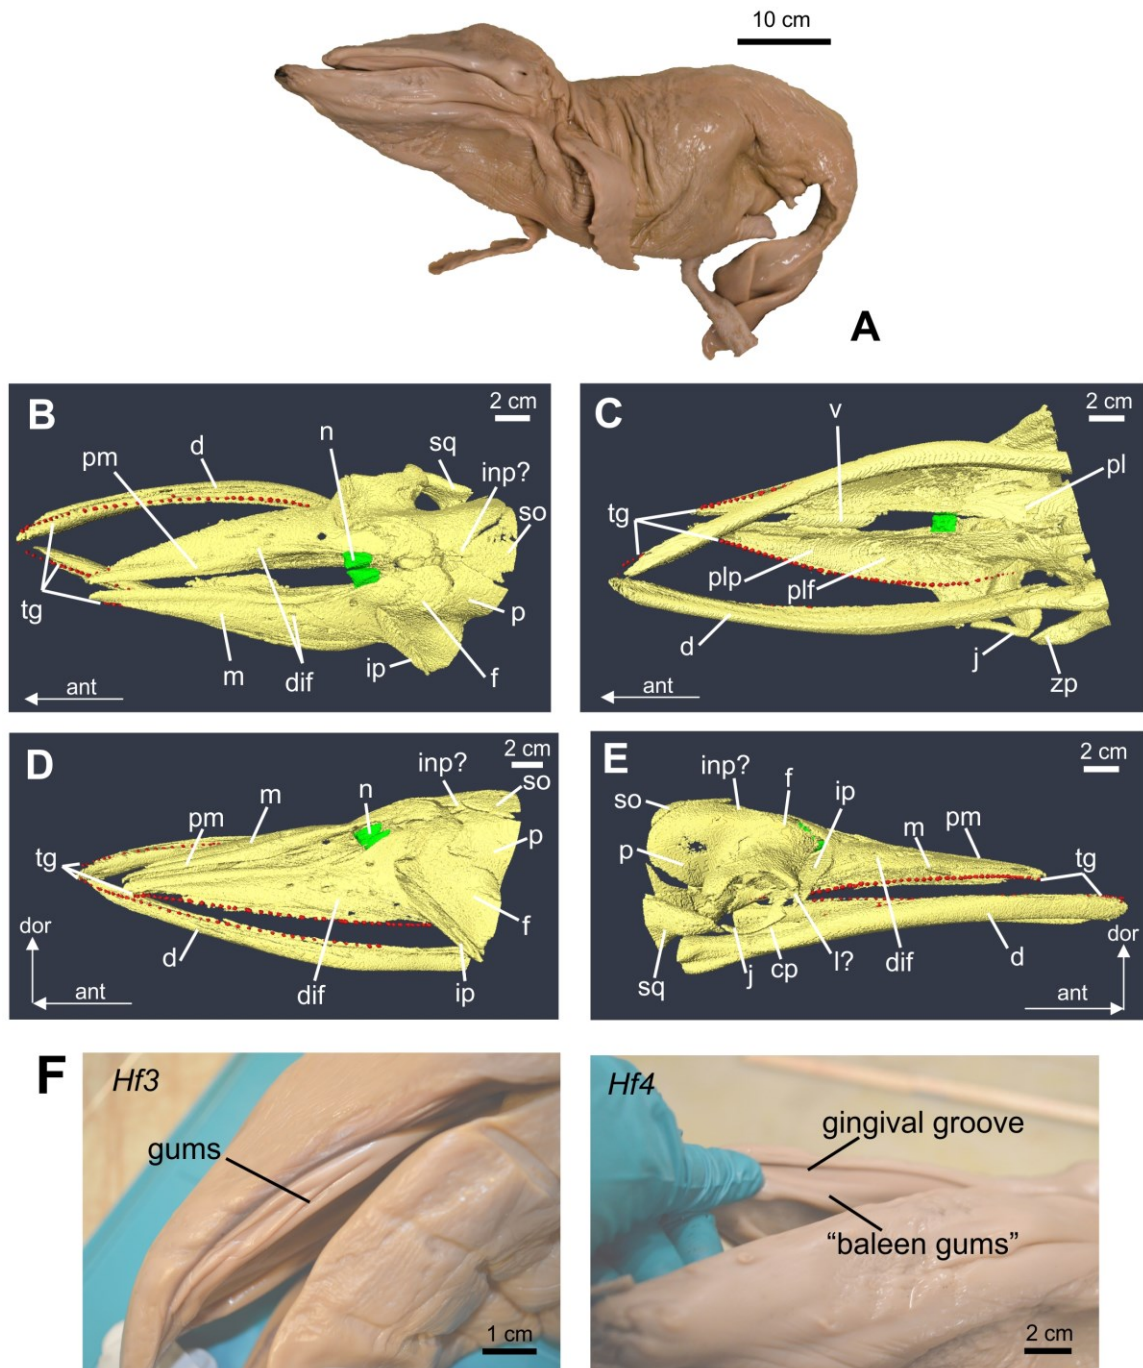 10 cm
A
B
2 cm
n
sq
d
inp?
pm
so
tg
p
m
dif
ip
f
ant
C
2 cm
v
pl
tg
plp
plf
d
j
zp
ant
D
2 cm
inp?
so
n
m
pm
p
tg
f
dor
d
dif
ip
ant
E
2 cm
inp?
f
ip
so
m
pm
p
tg
dor
sq
j
cp
l?
dif
d
ant
F
Hf3
gums
1 cm
Hf4
gingival groove
“baleen gums”
2 cm